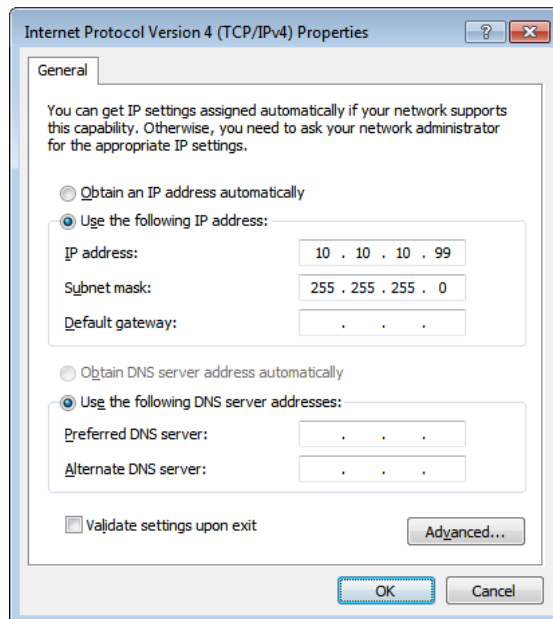 Internet Protocol Version 4 (TCP/IPv4) Properties
General
You can get IP settings assigned automatically if your network supports
this capability. Otherwise, you need to ask your network administrator
for the appropriate IP settings.
Obtain an IP address automatically
Use the following IP address:
IP address: 10 . 10 . 10 . 99
Subnet mask: 255 . 255 . 255 . 0
Default gateway: . . .
Obtain DNS server address automatically
Use the following DNS server addresses:
Preferred DNS server: . . .
Alternate DNS server: . . .
Validate settings upon exit
Advanced...
OK Cancel